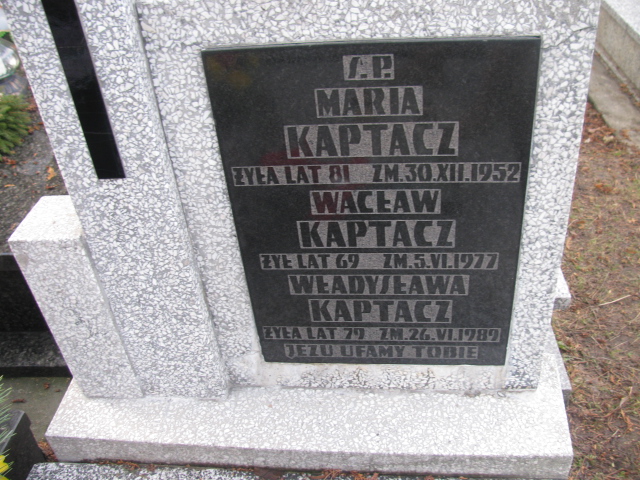 Ś.P.
MARIA
KAPTACZ
ŻYŁA LAT 81 ZM. 30.XII.1952
WACŁAW
KAPTACZ
ŻYŁ LAT 69 ZM. 5.VI.1977
WŁADYSŁAWA
KAPTACZ
ŻYŁA LAT 79 ZM. 26.VI.1989
JEZU UFAMY TOBIE